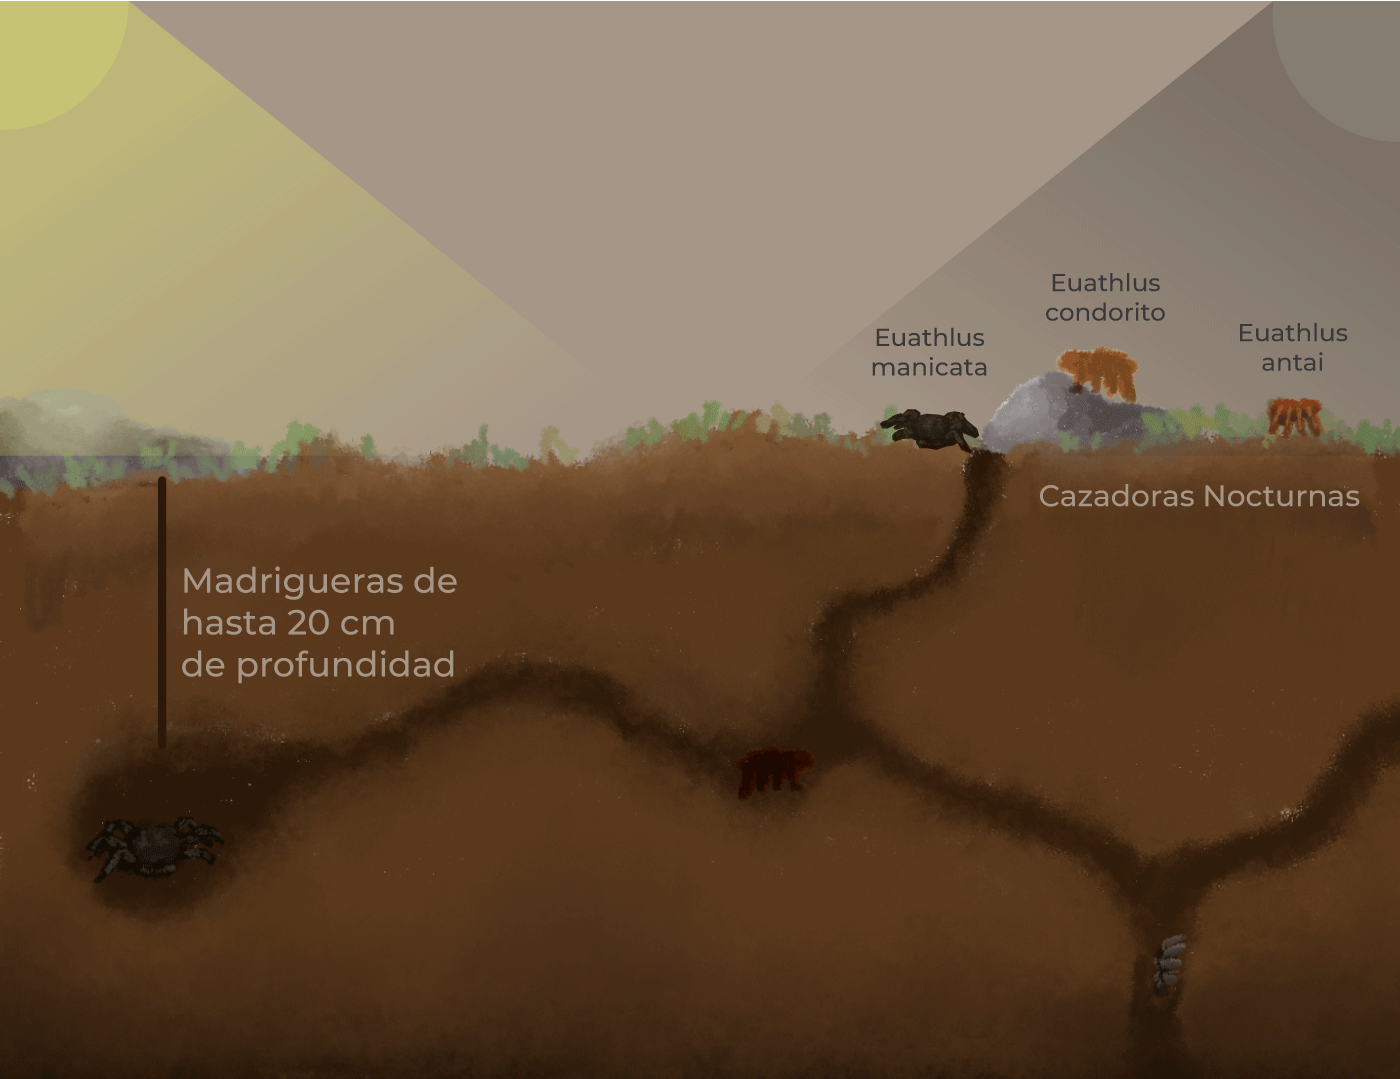 Euathlus
condorito
Euathlus
manicata
Euathlus
antai
Cazadoras Nocturnas
Madrigueras de
hasta 20 cm
de profundidad